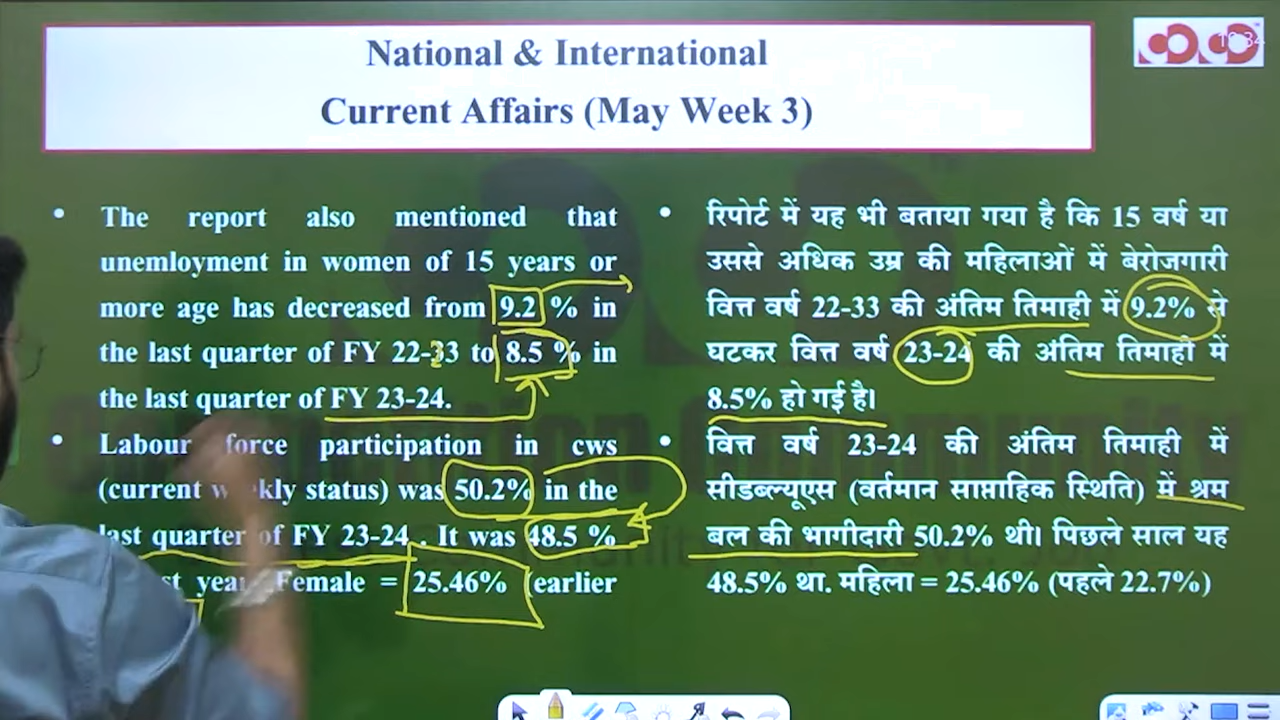 National & International
Current Affairs (May Week 3)
• The report also mentioned that
unemloyment in women of 15 years or
more age has decreased from 9.2 % in
the last quarter of FY 22-33 to 8.5 % in
the last quarter of FY 23-24.
• Labour force participation in cws
(current status) was 50.2% in the
last quarter of FY 23-24 . It was 48.5 %
Female = 25.46% (earlier
• रिपोर्ट में यह भी बताया गया है कि 15 वर्ष या
उससे अधिक उम्र की महिलाओं में बेरोजगारी
वित्त वर्ष 22-33 की अंतिम तिमाही में 9.2% से
घटकर वित्त वर्ष 23-24 की अंतिम तिमाही में
8.5% हो गई है।
• वित्त वर्ष 23-24 की अंतिम तिमाही में
सीडब्ल्यूएस (वर्तमान साप्ताहिक स्थिति) में श्रम
बल की भागीदारी 50.2% थी। पिछले साल यह
48.5% था. महिला = 25.46% (पहले 22.7%)